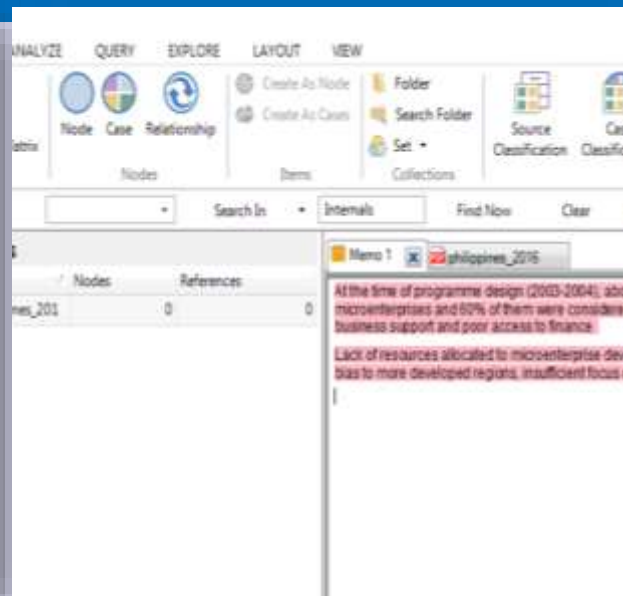 ANALYZE QUERY EXPLORE LAYOUT VIEW
Node Case Relationship
Create As Node
Create As Cases
Folder
Search Folder
Set
Source
Classification
Nodes Items Collections
Search In Internals Find Now Clear
Memo 1 philippines_2016
Nodes References
nes_201 0 0
At the time of programme design (2003-2004), abo
microenterprises and 60% of them were considere
business support and poor access to finance.
Lack of resources allocated to microenterprise dev
bias to more developed regions, insufficient focus